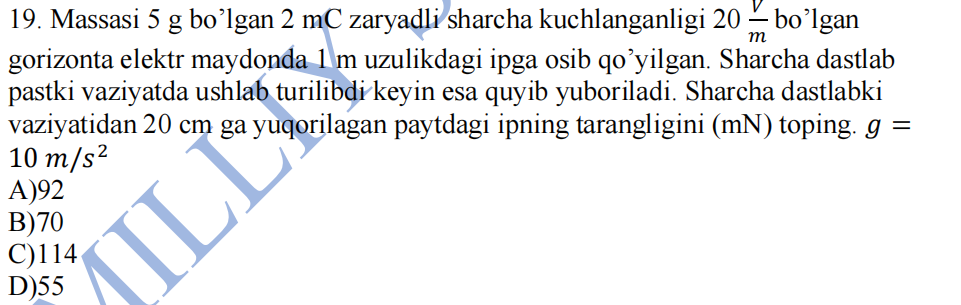 19. Massasi 5 g bo’lgan 2 mC zaryadli sharcha kuchlanganligi 20 V/m bo’lgan
gorizonta elektr maydonda 1 m uzulikdagi ipga osib qo’yilgan. Sharcha dastlab
pastki vaziyatda ushlab turilibdi keyin esa quyib yuboriladi. Sharcha dastlabki
vaziyatidan 20 cm ga yuqorilagan paytdagi ipning tarangligini (mN) toping. g =
10 m/s²
A)92
B)70
C)114
D)55
MILLIY